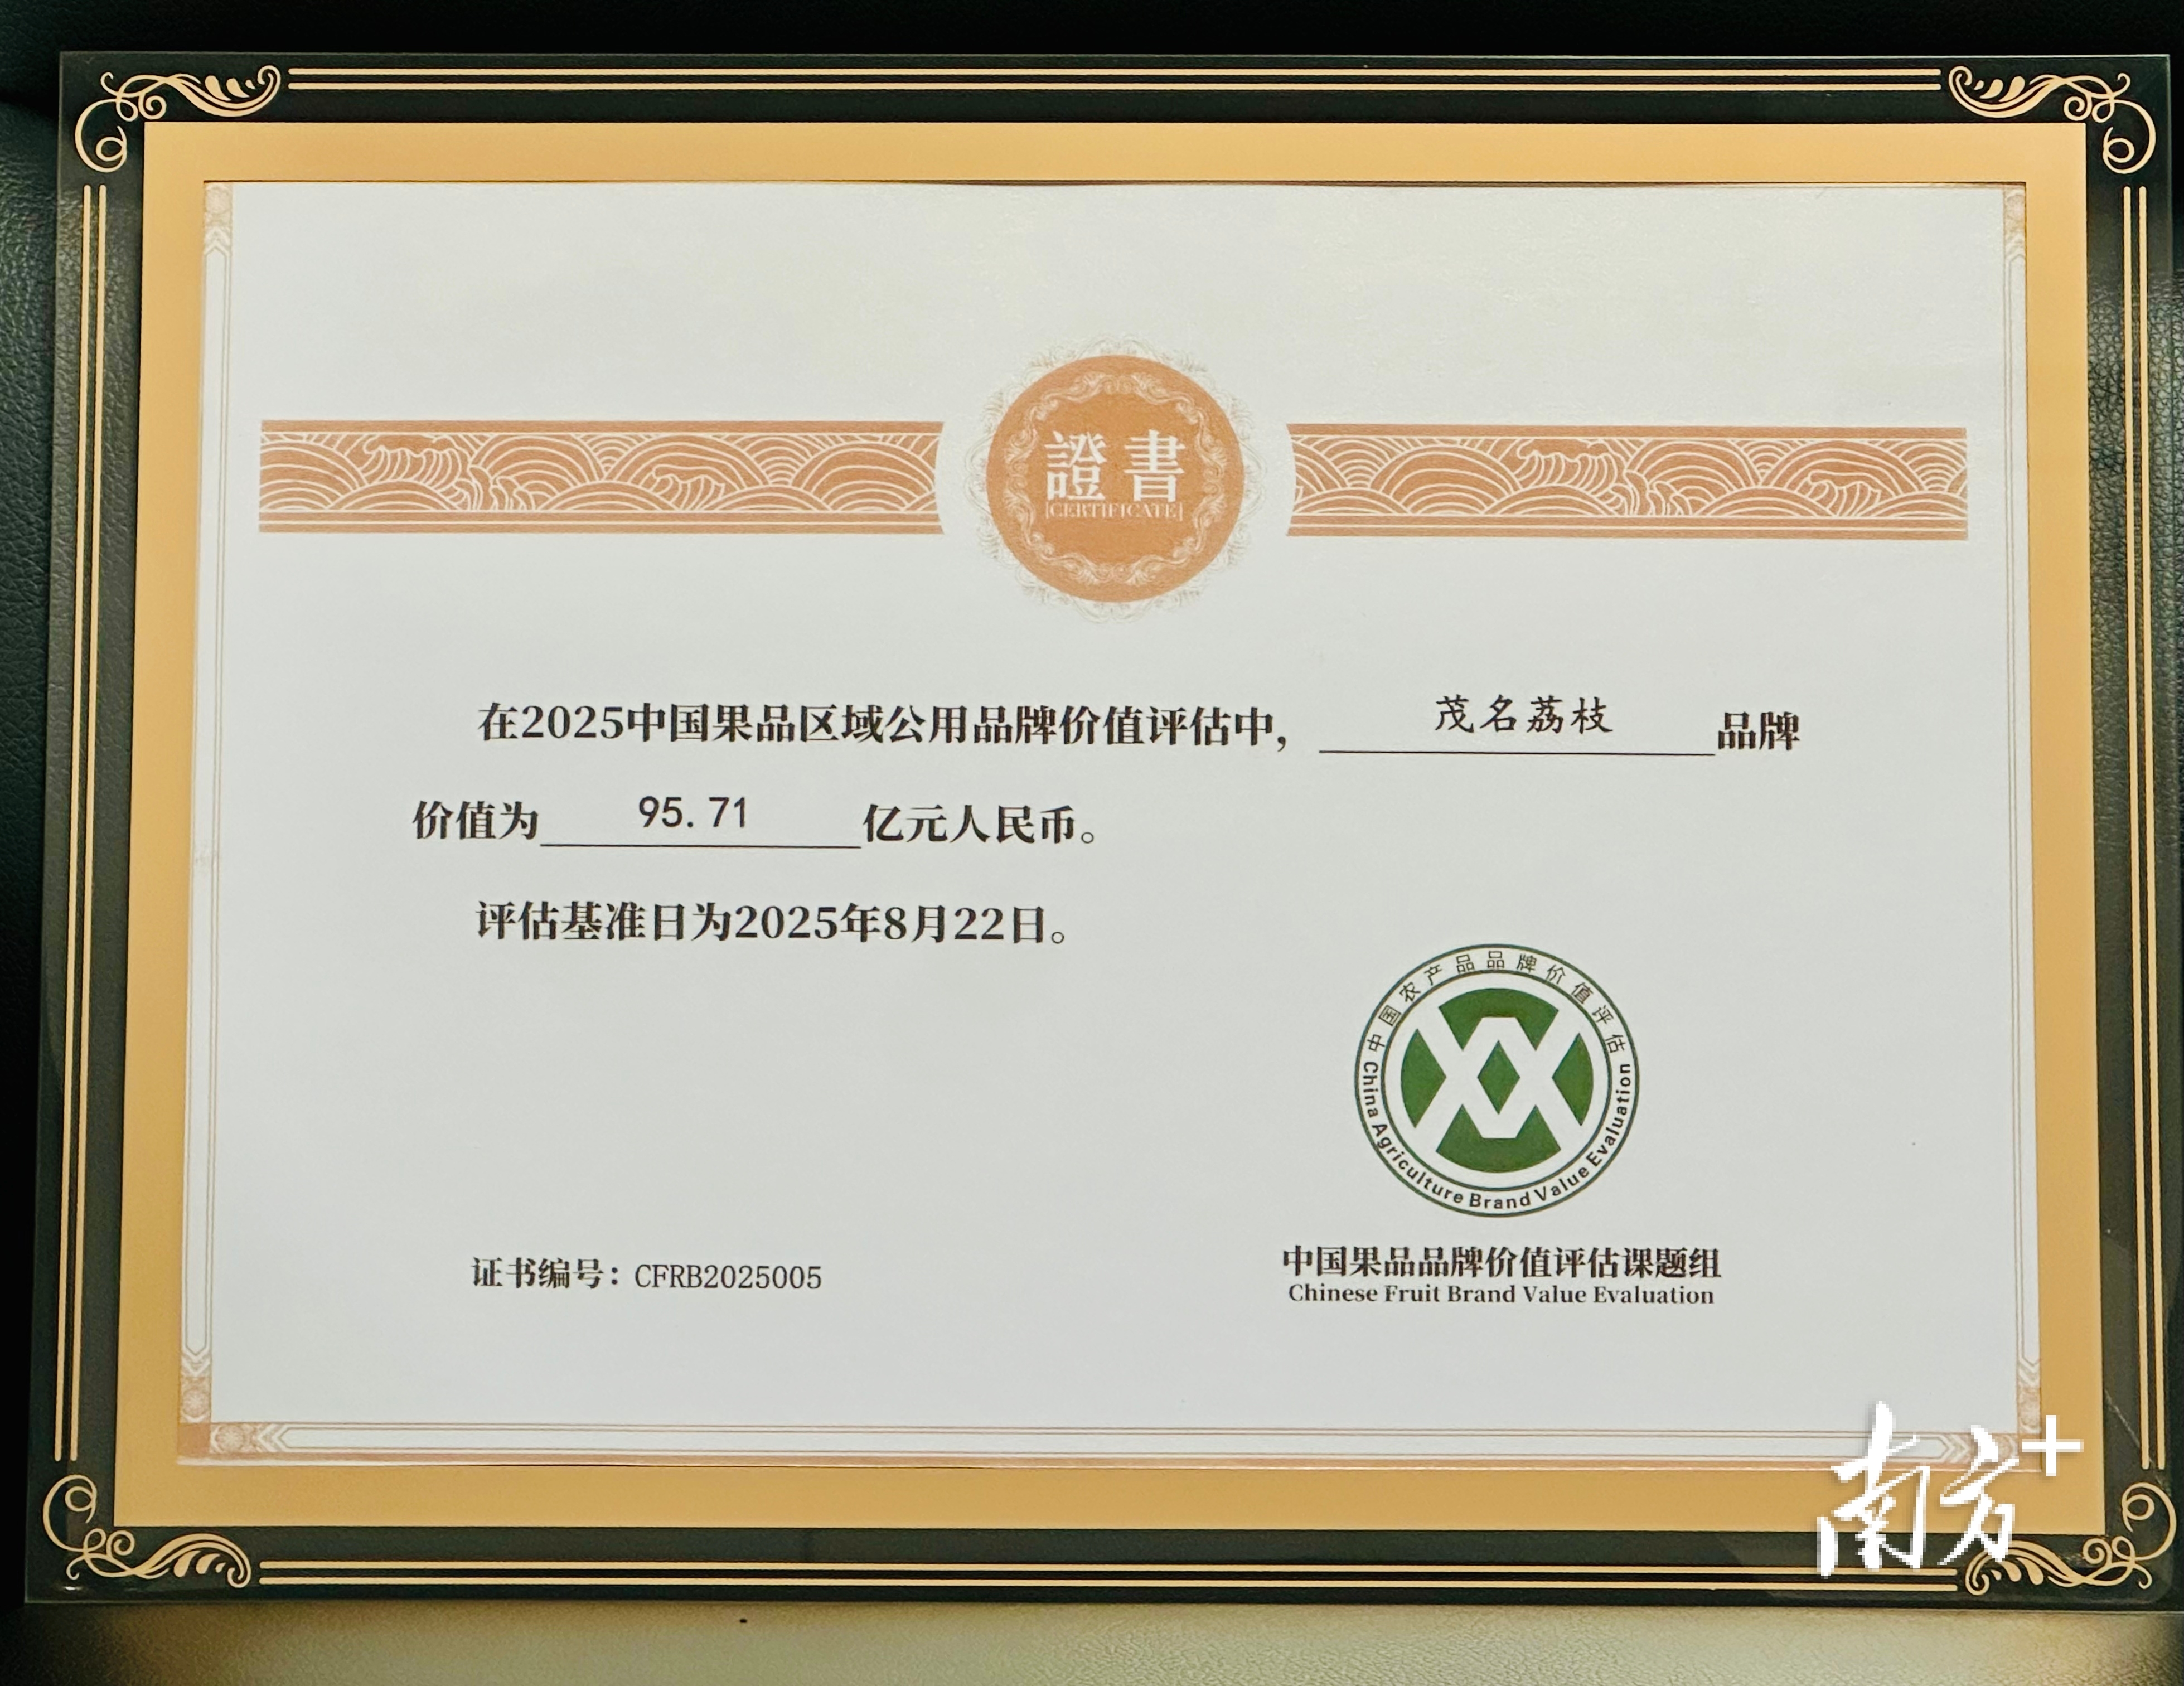 證書
[CERTIFICATE]
在2025中国果品区域公用品牌价值评估中，茂名荔枝品牌
价值为95.71亿元人民币。
评估基准日为2025年8月22日。
中国农产品品牌价值评估
China Agriculture Brand Value Evaluation
证书编号：CFRB2025005
中国果品品牌价值评估课题组
Chinese Fruit Brand Value Evaluation
南方+